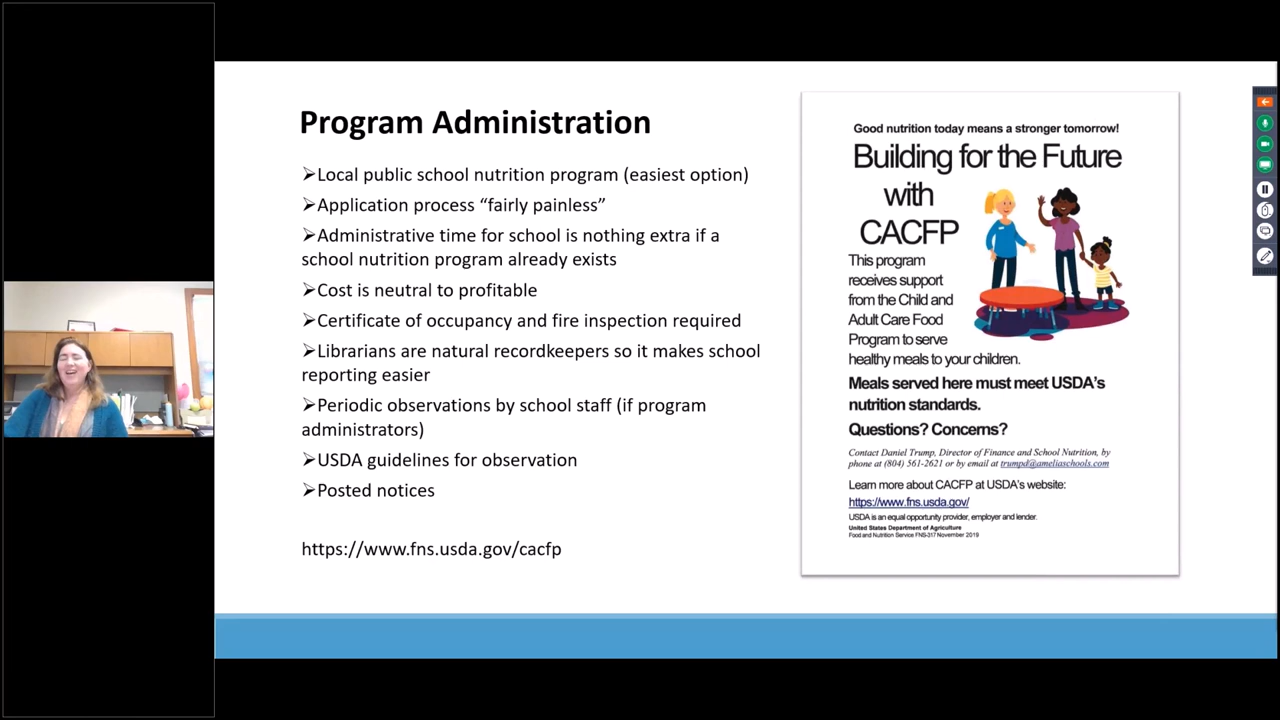 Program Administration
➢Local public school nutrition program (easiest option)
➢Application process “fairly painless”
➢Administrative time for school is nothing extra if a
school nutrition program already exists
➢Cost is neutral to profitable
➢Certificate of occupancy and fire inspection required
➢Librarians are natural recordkeepers so it makes school
reporting easier
➢Periodic observations by school staff (if program
administrators)
➢USDA guidelines for observation
➢Posted notices
https://www.fns.usda.gov/cacfp
Good nutrition today means a stronger tomorrow!
Building for the Future
with
CACFP
This program
receives support
from the Child and
Adult Care Food
Program to serve
healthy meals to your children.
Meals served here must meet USDA's
nutrition standards.
Questions? Concerns?
Contact Daniel Trump, Director of Finance and School Nutrition, by
phone at (804) 561-2621 or by email at trumpd@ameliaschools.com
Learn more about CACFP at USDA's website:
https://www.fns.usda.gov/
USDA is an equal opportunity provider, employer and lender.
United States Department of Agriculture
Food and Nutrition Service FNS-317 November 2019